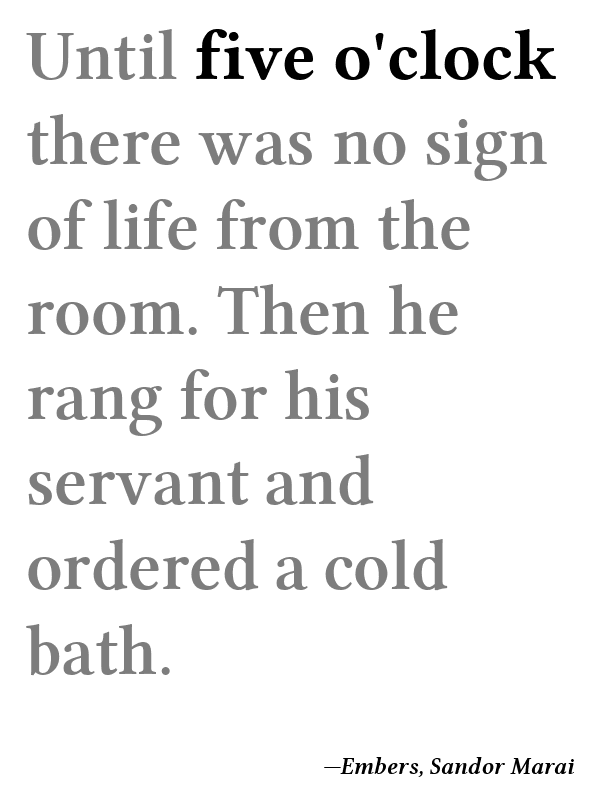 Until five o'clock
there was no sign
of life from the
room. Then he
rang for his
servant and
ordered a cold
bath.
—Embers, Sandor Marai